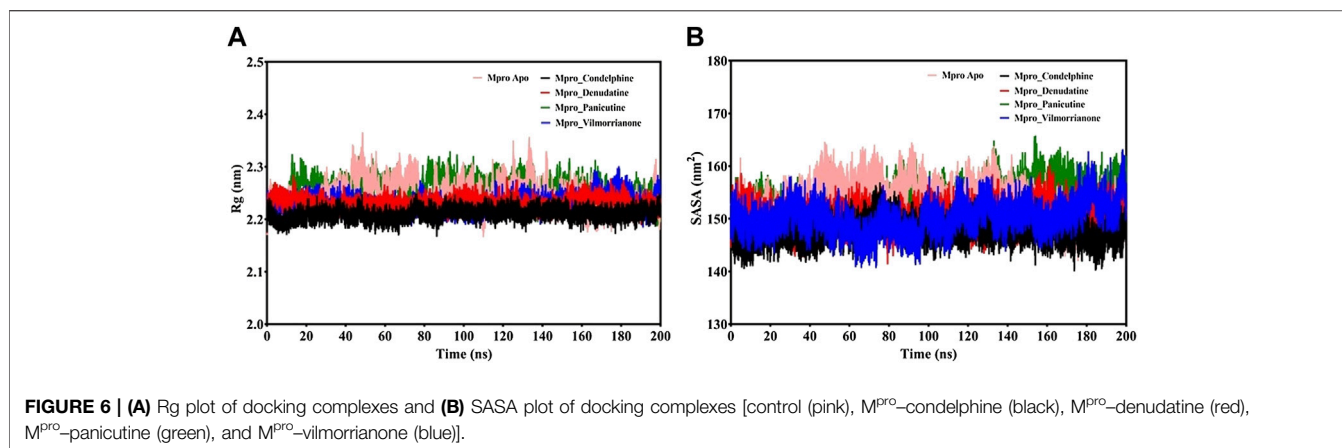 A
2.5
2.4
2.3
2.2
2.1
2.0
Rg (nm)
Mpro Apo
Mpro_Condelphine
Mpro_Denudatine
Mpro_Panicutine
Mpro_Vilmorrianone
0 20 40 60 80 100 120 140 160 180 200
Time (ns)
B
180
170
160
150
140
130
SASA (nm²)
Mpro Apo
Mpro_Condelphine
Mpro_Denudatine
Mpro_Panicutine
Mpro_Vilmorrianone
0 20 40 60 80 100 120 140 160 180 200
Time (ns)
FIGURE 6 | (A) Rg plot of docking complexes and (B) SASA plot of docking complexes [control (pink), Mᵖʳᵒ–condelphine (black), Mᵖʳᵒ–denudatine (red),
Mᵖʳᵒ–panicutine (green), and Mᵖʳᵒ–vilmorrianone (blue)].